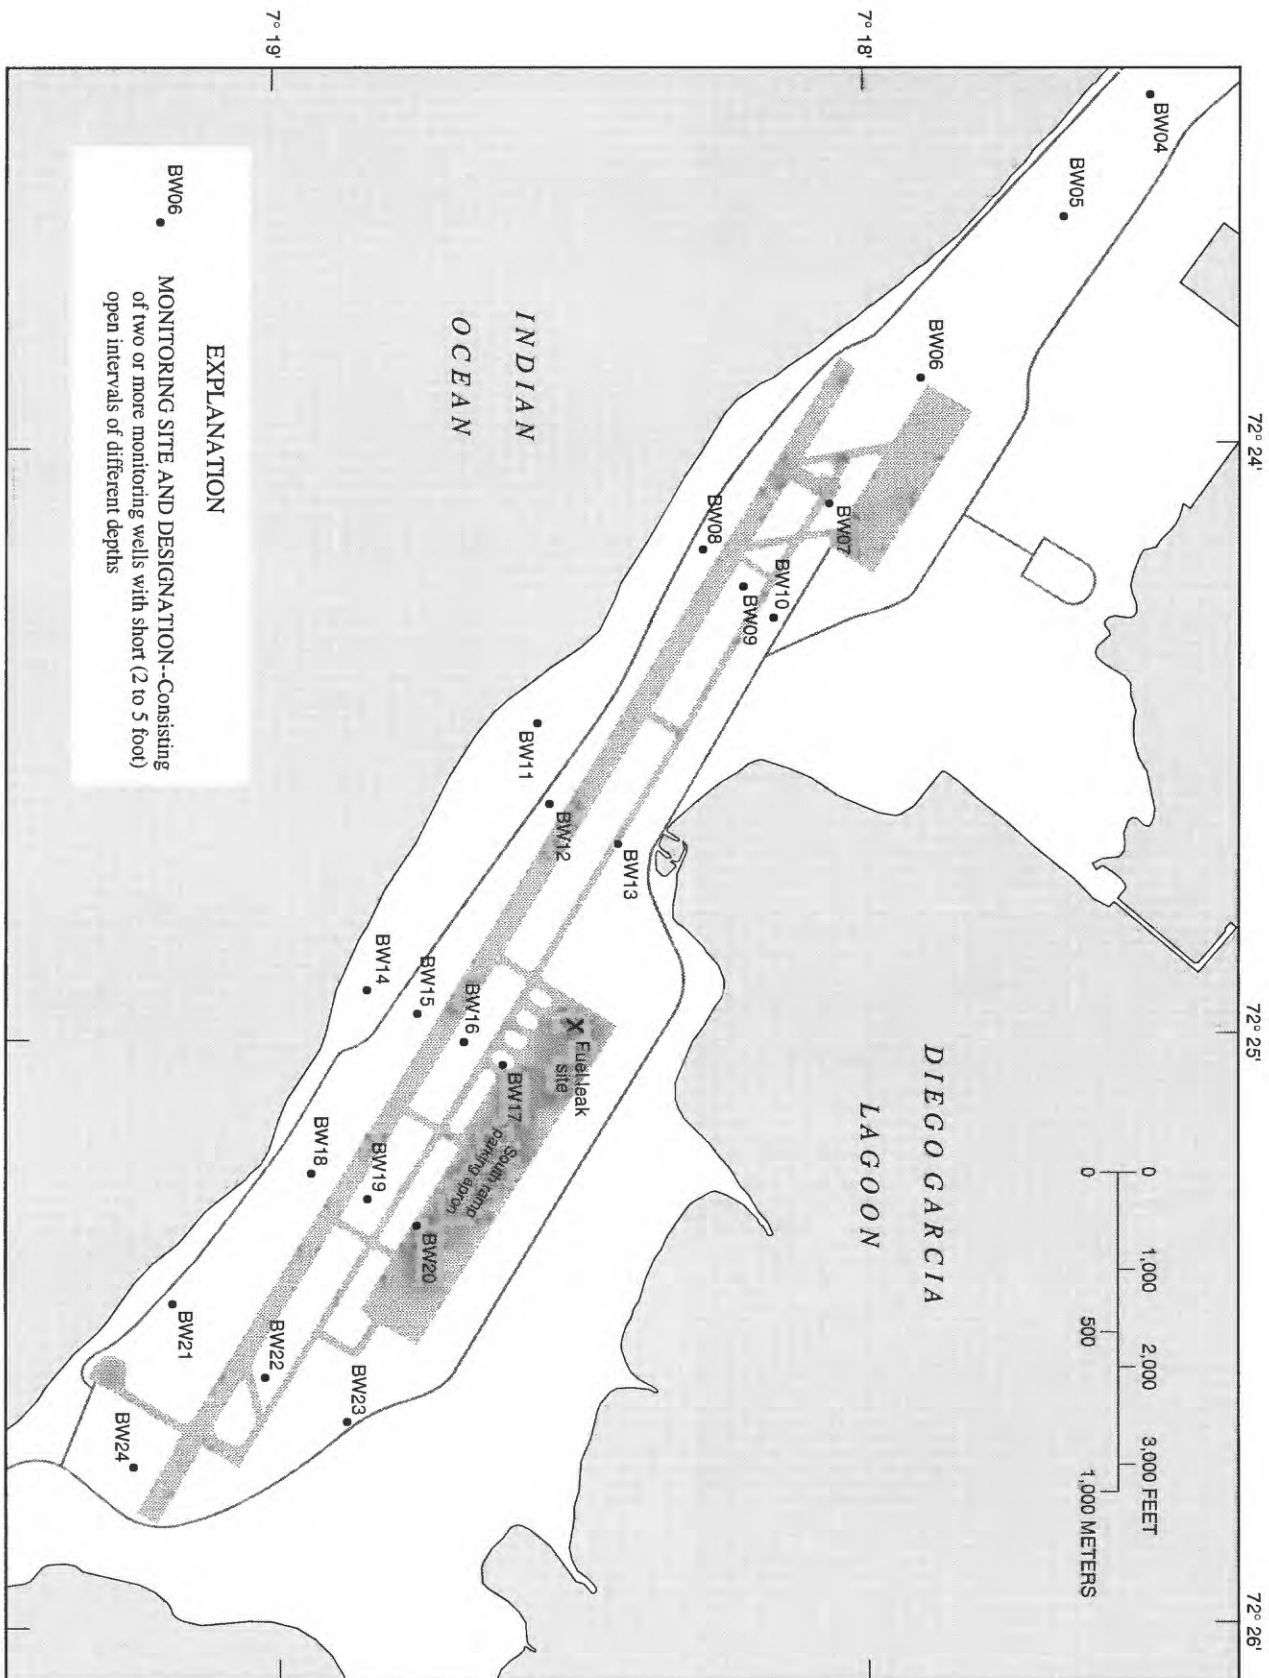 72° 24'
72° 25'
72° 26'
7° 18'
7° 19'
BW04
BW05
BW06
BW07
BW08
BW09
BW10
BW11
BW12
BW13
BW14
BW15
BW16
BW17
BW18
BW19
BW20
BW21
BW22
BW23
BW24
X Fuel leak
site
South ramp
parking apron
DIEGO GARCIA
LAGOON
INDIAN
OCEAN
0 1,000 2,000 3,000 FEET
0 500 1,000 METERS
EXPLANATION
BW06
MONITORING SITE AND DESIGNATION--Consisting
of two or more monitoring wells with short (2 to 5 foot)
open intervals of different depths